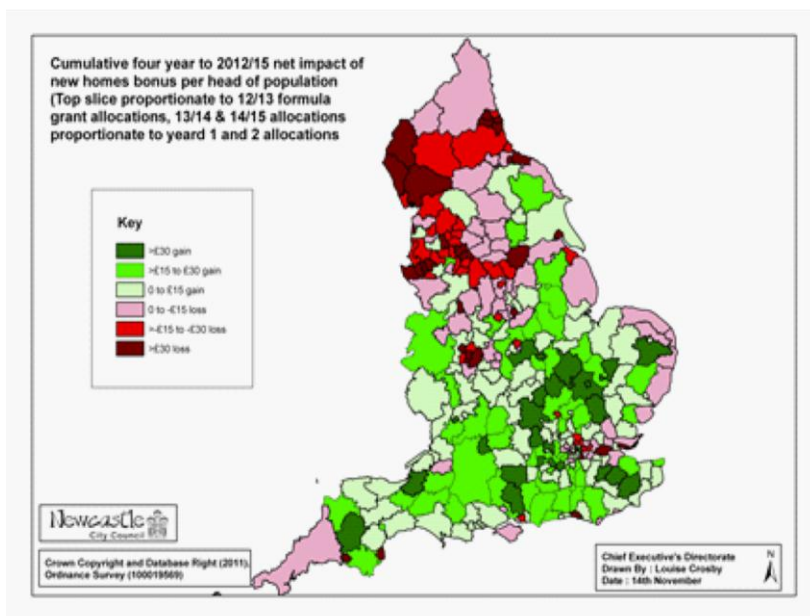 Cumulative four year to 2012/15 net impact of
new homes bonus per head of population
(Top slice proportionate to 12/13 formula
grant allocations, 13/14 & 14/15 allocations
proportionate to yeard 1 and 2 allocations
Key
>£30 gain
>£15 to £30 gain
0 to £15 gain
0 to -£15 loss
>-£15 to -£30 loss
>£30 loss
Newcastle
City Council
Crown Copyright and Database Right (2011),
Ordnance Survey (100019569)
Chief Executive's Directorate
Drawn By : Louise Crosby
Date : 14th November
N